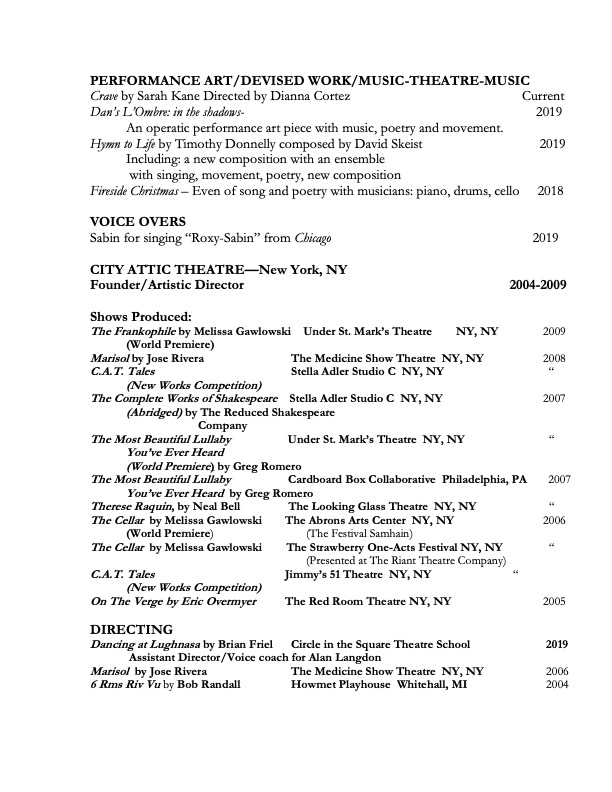 PERFORMANCE ART/DEVISED WORK/MUSIC-THEATRE-MUSIC
Crave by Sarah Kane Directed by Dianna Cortez Current
Dan's L'Ombre: in the shadows- 2019
An operatic performance art piece with music, poetry and movement.
Hymn to Life by Timothy Donnelly composed by David Skeist 2019
Including: a new composition with an ensemble
with singing, movement, poetry, new composition
Fireside Christmas – Even of song and poetry with musicians: piano, drums, cello 2018
VOICE OVERS
Sabin for singing “Roxy-Sabin” from Chicago 2019
CITY ATTIC THEATRE—New York, NY
Founder/Artistic Director 2004-2009
Shows Produced:
The Frankophile by Melissa Gawlowski Under St. Mark's Theatre NY, NY 2009
(World Premiere)
Marisol by Jose Rivera The Medicine Show Theatre NY, NY 2008
C.A.T. Tales Stella Adler Studio C NY, NY “
(New Works Competition)
The Complete Works of Shakespeare Stella Adler Studio C NY, NY 2007
(Abridged) by The Reduced Shakespeare
Company
The Most Beautiful Lullaby Under St. Mark's Theatre NY, NY “
You've Ever Heard
(World Premiere) by Greg Romero
The Most Beautiful Lullaby Cardboard Box Collaborative Philadelphia, PA 2007
You've Ever Heard by Greg Romero
Therese Raquin, by Neal Bell The Looking Glass Theatre NY, NY “
The Cellar by Melissa Gawlowski The Abrons Arts Center NY, NY 2006
(World Premiere) (The Festival Samhain)
The Cellar by Melissa Gawlowski The Strawberry One-Acts Festival NY, NY “
(Presented at The Riant Theatre Company)
C.A.T. Tales Jimmy's 51 Theatre NY, NY “
(New Works Competition)
On The Verge by Eric Overmyer The Red Room Theatre NY, NY 2005
DIRECTING
Dancing at Lughnasa by Brian Friel Circle in the Square Theatre School 2019
Assistant Director/Voice coach for Alan Langdon
Marisol by Jose Rivera The Medicine Show Theatre NY, NY 2006
6 Rms Riv Vu by Bob Randall Howmet Playhouse Whitehall, MI 2004